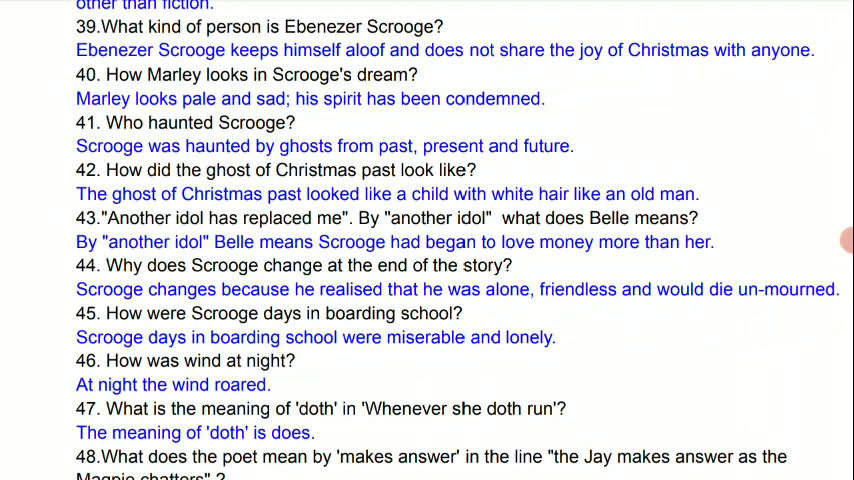 other than fiction.
39.What kind of person is Ebenezer Scrooge?
Ebenezer Scrooge keeps himself aloof and does not share the joy of Christmas with anyone.
40. How Marley looks in Scrooge's dream?
Marley looks pale and sad; his spirit has been condemned.
41. Who haunted Scrooge?
Scrooge was haunted by ghosts from past, present and future.
42. How did the ghost of Christmas past look like?
The ghost of Christmas past looked like a child with white hair like an old man.
43."Another idol has replaced me". By "another idol"  what does Belle means?
By "another idol" Belle means Scrooge had began to love money more than her.
44. Why does Scrooge change at the end of the story?
Scrooge changes because he realised that he was alone, friendless and would die un-mourned.
45. How were Scrooge days in boarding school?
Scrooge days in boarding school were miserable and lonely.
46. How was wind at night?
At night the wind roared.
47. What is the meaning of 'doth' in 'Whenever she doth run'?
The meaning of 'doth' is does.
48.What does the poet mean by 'makes answer' in the line "the Jay makes answer as the
Magpie chatters" ?